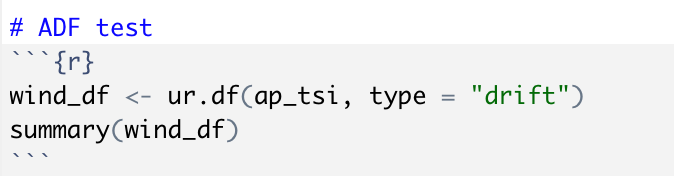 # ADF test
```{r}
wind_df <- ur.df(ap_tsi, type = "drift")
summary(wind_df)
```